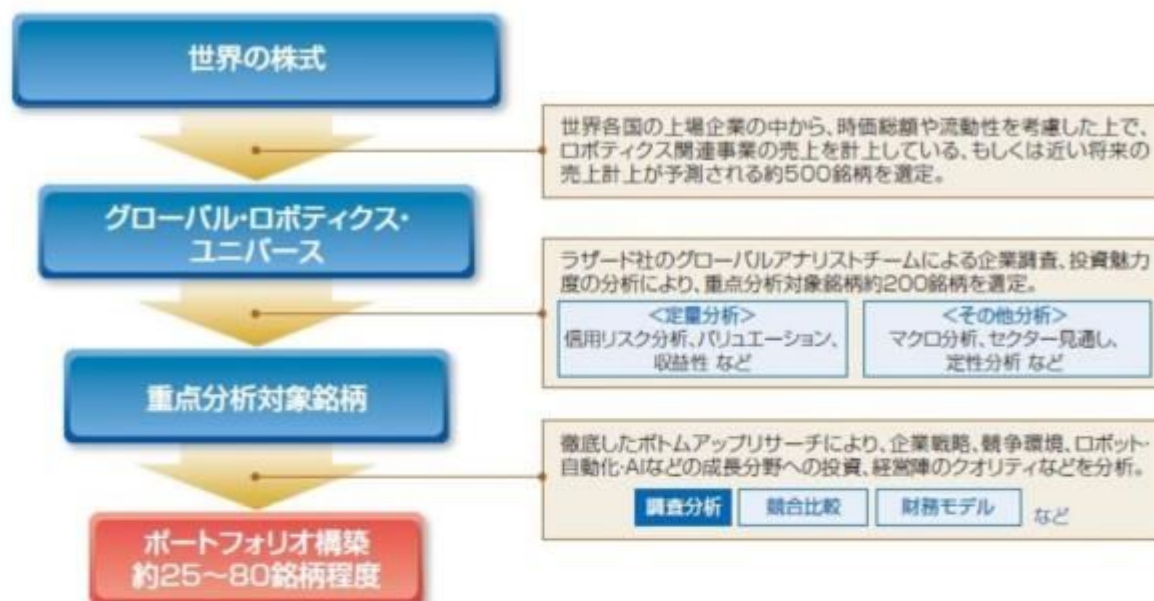 世界の株式
世界各国の上場企業の中から、時価総額や流動性を考慮した上で、
ロボティクス関連事業の売上を計上している、もしくは近い将来の
売上計上が予測される約500銘柄を選定。
グローバル・ロボティクス・
ユニバース
ラザード社のグローバルアナリストチームによる企業調査、投資魅力
度の分析により、重点分析対象銘柄約200銘柄を選定。
<定量分析>
信用リスク分析、バリュエーション、
収益性 など
<その他分析>
マクロ分析、セクター見通し、
定性分析 など
重点分析対象銘柄
徹底したボトムアップリサーチにより、企業戦略、競争環境、ロボット・
自動化・AIなどの成長分野への投資、経営陣のクオリティなどを分析。
調査分析
競合比較
財務モデル
など
ポートフォリオ構築
約25～80銘柄程度